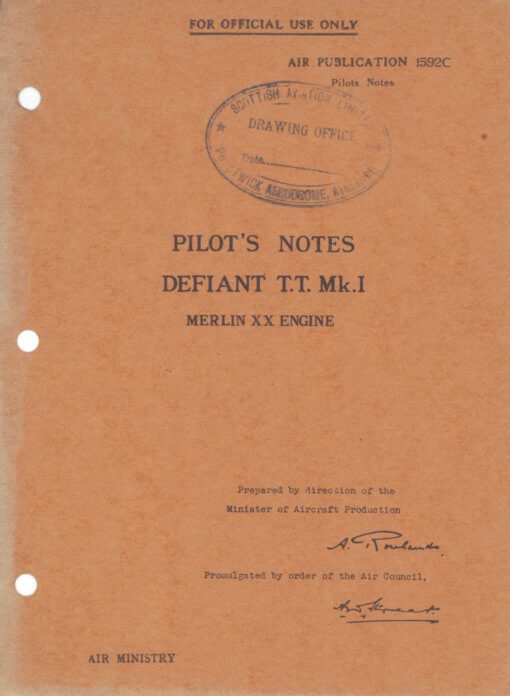 FOR OFFICIAL USE ONLY
AIR PUBLICATION 1592C
Pilots Notes
SCOTTISH AVIATION LIMITED
DRAWING OFFICE
Date
PRESTWICK AERODROME, AYRSHIRE
PILOT'S NOTES
DEFIANT T.T. Mk.I
MERLIN XX ENGINE
Prepared by direction of the
Minister of Aircraft Production
A. Rowlands.
Promulgated by order of the Air Council,
AIR MINISTRY